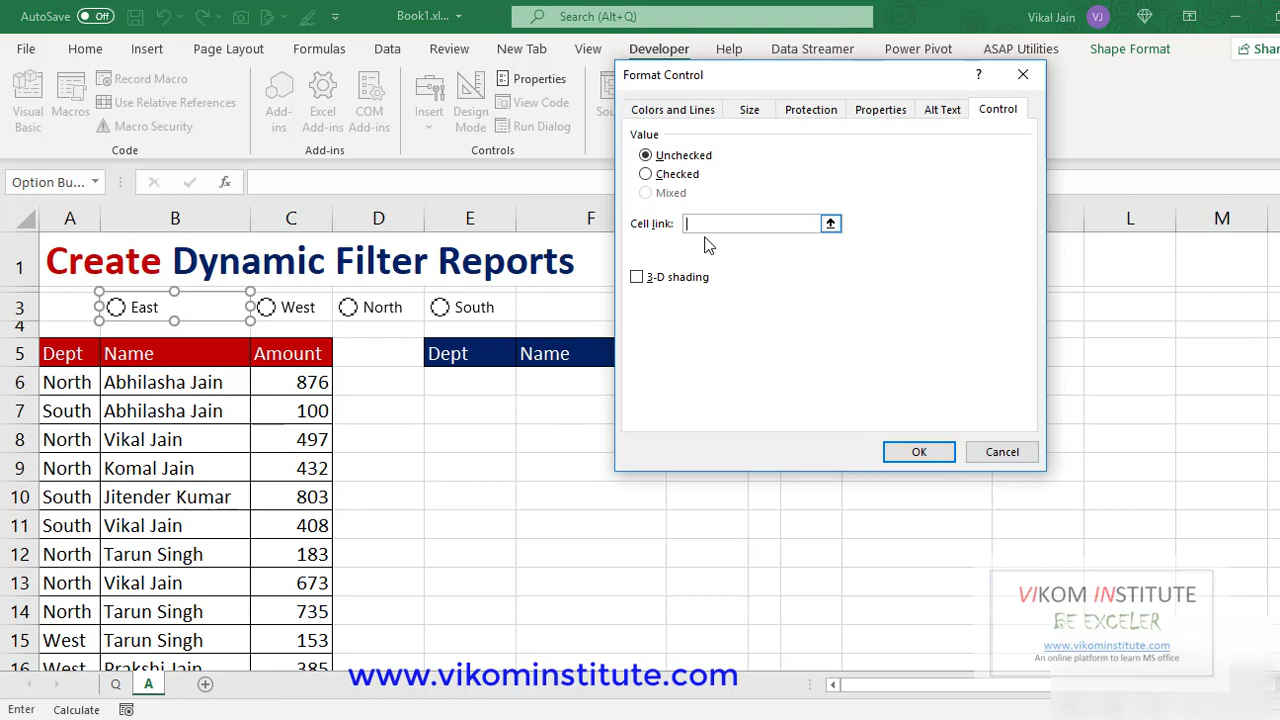 AutoSave Off Book1.xl... Search (Alt+Q) Vikal Jain VJ
File Home Insert Page Layout Formulas Data Review New Tab View Developer Help Data Streamer Power Pivot ASAP Utilities Shape Format
Visual Basic Macros Record Macro Use Relative References Macro Security Code
Add-ins Excel Add-ins COM Add-ins Add-ins
Insert Design Mode Properties View Code Run Dialog Controls
Option Bu... fx
Format Control ?
Colors and Lines Size Protection Properties Alt Text Control
Value
Unchecked
Checked
Mixed
Cell link:
3-D shading
OK Cancel
A B C D E F L M
1 Create Dynamic Filter Reports
3 East West North South
4
5 Dept Name Amount Dept Name
6 North Abhilasha Jain 876
7 South Abhilasha Jain 100
8 North Vikal Jain 497
9 North Komal Jain 432
10 South Jitender Kumar 803
11 South Vikal Jain 408
12 North Tarun Singh 183
13 North Vikal Jain 673
14 North Tarun Singh 735
15 West Tarun Singh 153
16 West Prakshi Jain 385
VIKOM INSTITUTE
BE EXCELER
www.vikominstitute.com
An online platform to learn MS office
Q A
www.vikominstitute.com
Enter Calculate